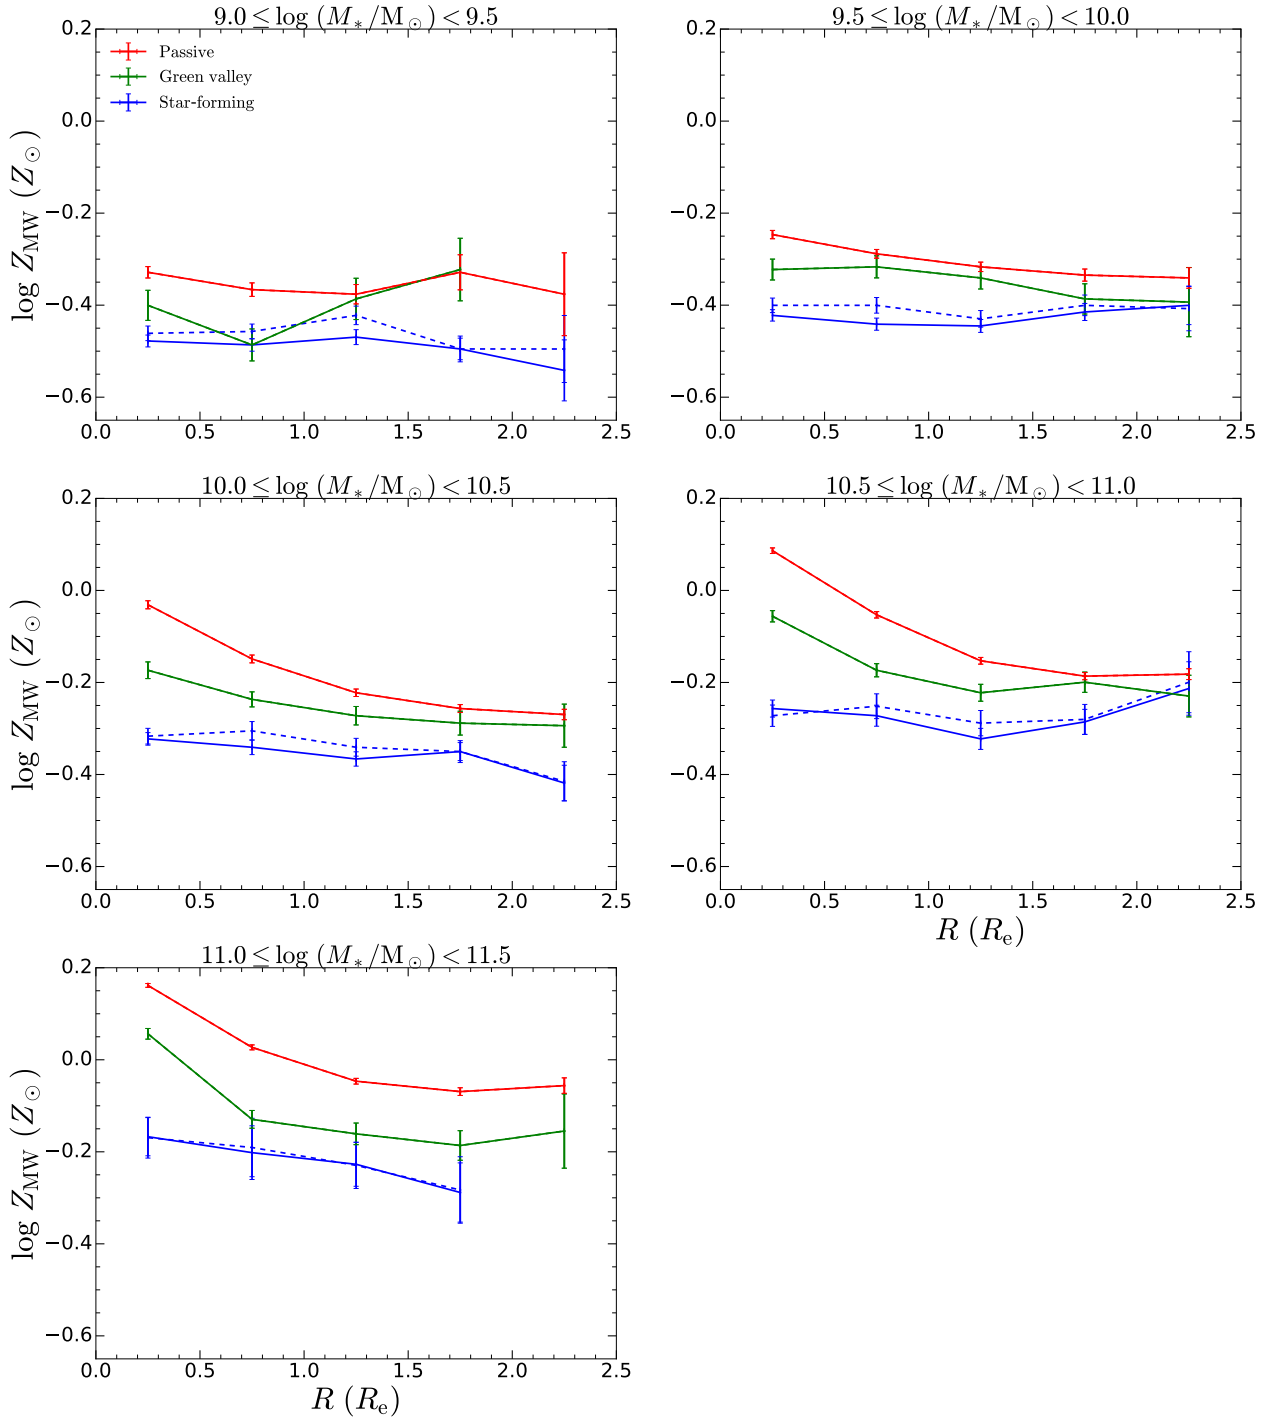 9.0 ≤ log (M∗/M⊙) < 9.5
0.2
0.0
−0.2
−0.4
−0.6
log Z_MW (Z⊙)
Passive
Green valley
Star-forming
0.0 0.5 1.0 1.5 2.0 2.5
9.5 ≤ log (M∗/M⊙) < 10.0
0.2
0.0
−0.2
−0.4
−0.6
0.0 0.5 1.0 1.5 2.0 2.5
10.0 ≤ log (M∗/M⊙) < 10.5
0.2
0.0
−0.2
−0.4
−0.6
log Z_MW (Z⊙)
0.0 0.5 1.0 1.5 2.0 2.5
10.5 ≤ log (M∗/M⊙) < 11.0
0.2
0.0
−0.2
−0.4
−0.6
0.0 0.5 1.0 1.5 2.0 2.5
R (R_e)
11.0 ≤ log (M∗/M⊙) < 11.5
0.2
0.0
−0.2
−0.4
−0.6
log Z_MW (Z⊙)
0.0 0.5 1.0 1.5 2.0 2.5
R (R_e)